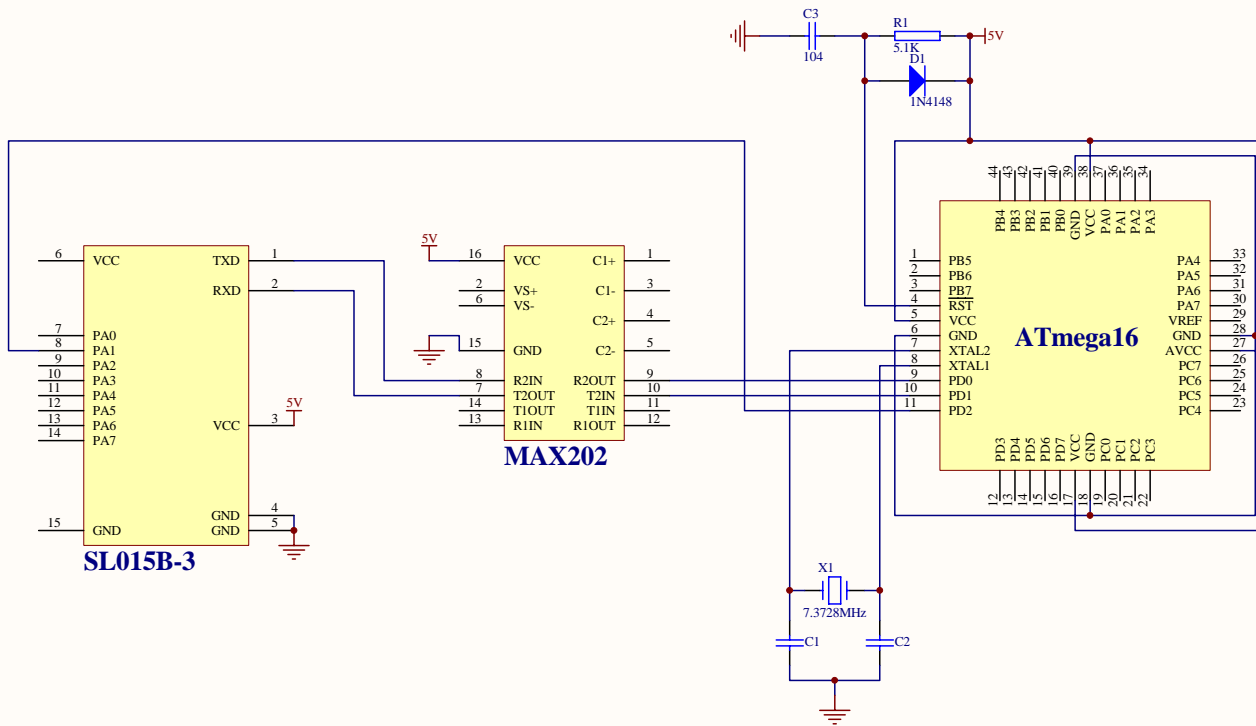 C3
104
R1
5.1K
5V
D1
1N4148
44 43 42 41 40 39 38 37 36 35 34
PB4 PB3 PB2 PB1 PB0 GND VCC PA0 PA1 PA2 PA3
6 VCC TXD 1
RXD 2
7 PA0
8 PA1
9 PA2
10 PA3
11 PA4
12 PA5
13 PA6
14 PA7
VCC 3
5V
GND 4
15 GND GND 5
SL015B-3
5V
16 VCC C1+ 1
2 VS+ C1- 3
6 VS-
C2+ 4
15 GND C2- 5
8 R2IN R2OUT 9
7 T2OUT T2IN 10
14 T1OUT T1IN 11
13 R1IN R1OUT 12
MAX202
1 PB5 PA4 33
2 PB6 PA5 32
3 PB7 PA6 31
4 RST PA7 30
5 VCC VREF 29
6 GND GND 28
7 XTAL2 AVCC 27
8 XTAL1 PC7 26
9 PD0 PC6 25
10 PD1 PC5 24
11 PD2 PC4 23
ATmega16
PD3 PD4 PD5 PD6 PD7 VCC GND PC0 PC1 PC2 PC3
12 13 14 15 16 17 18 19 20 21 22
X1
7.3728MHz
C1
C2